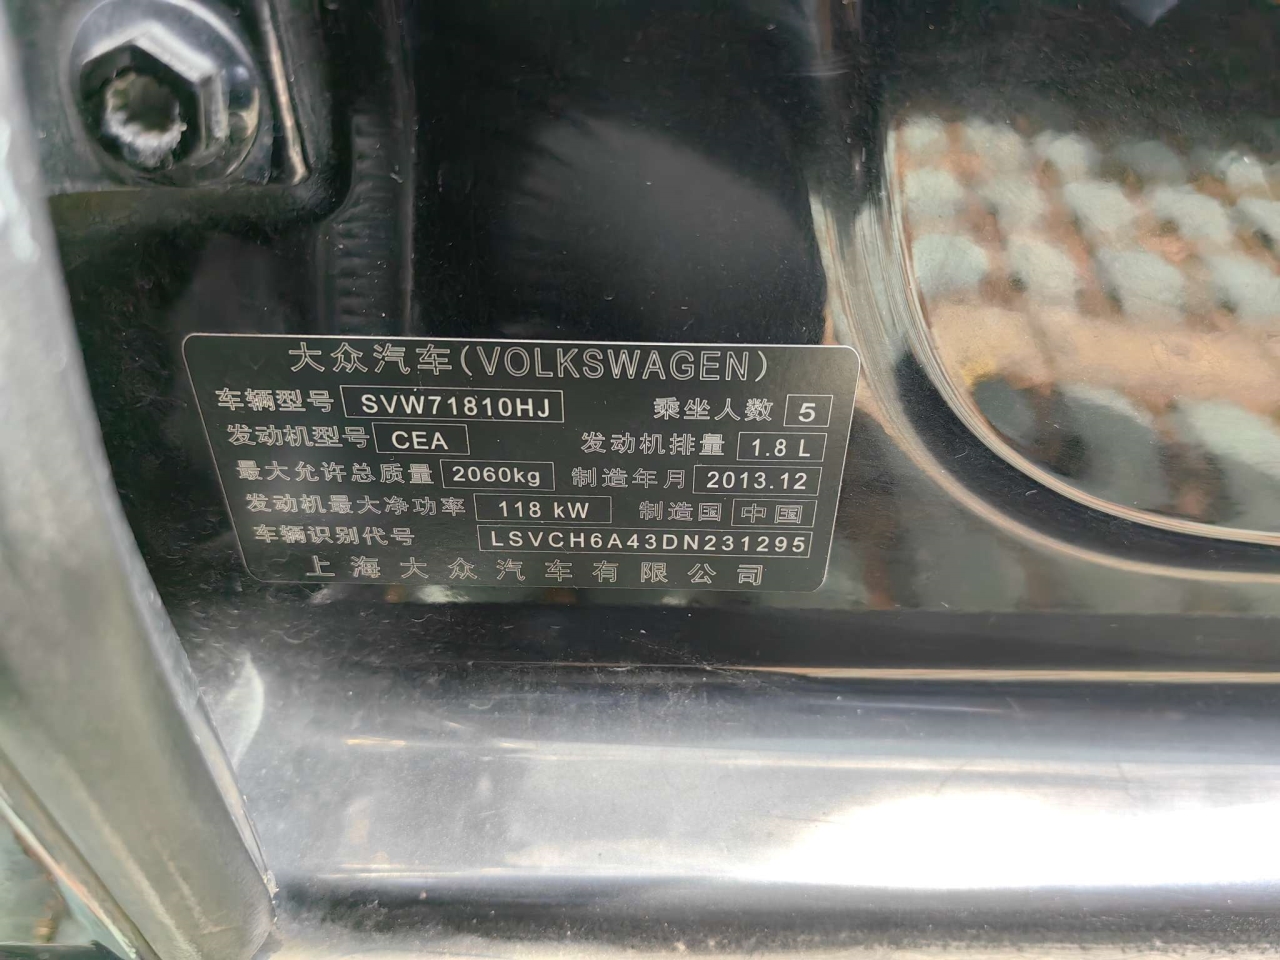 大众汽车(VOLKSWAGEN)
车辆型号 SVW71810HJ 乘坐人数 5
发动机型号 CEA 发动机排量 1.8 L
最大允许总质量 2060kg 制造年月 2013.12
发动机最大净功率 118 kW 制造国 中国
车辆识别代号 LSVCH6A43DN231295
上海大众汽车有限公司